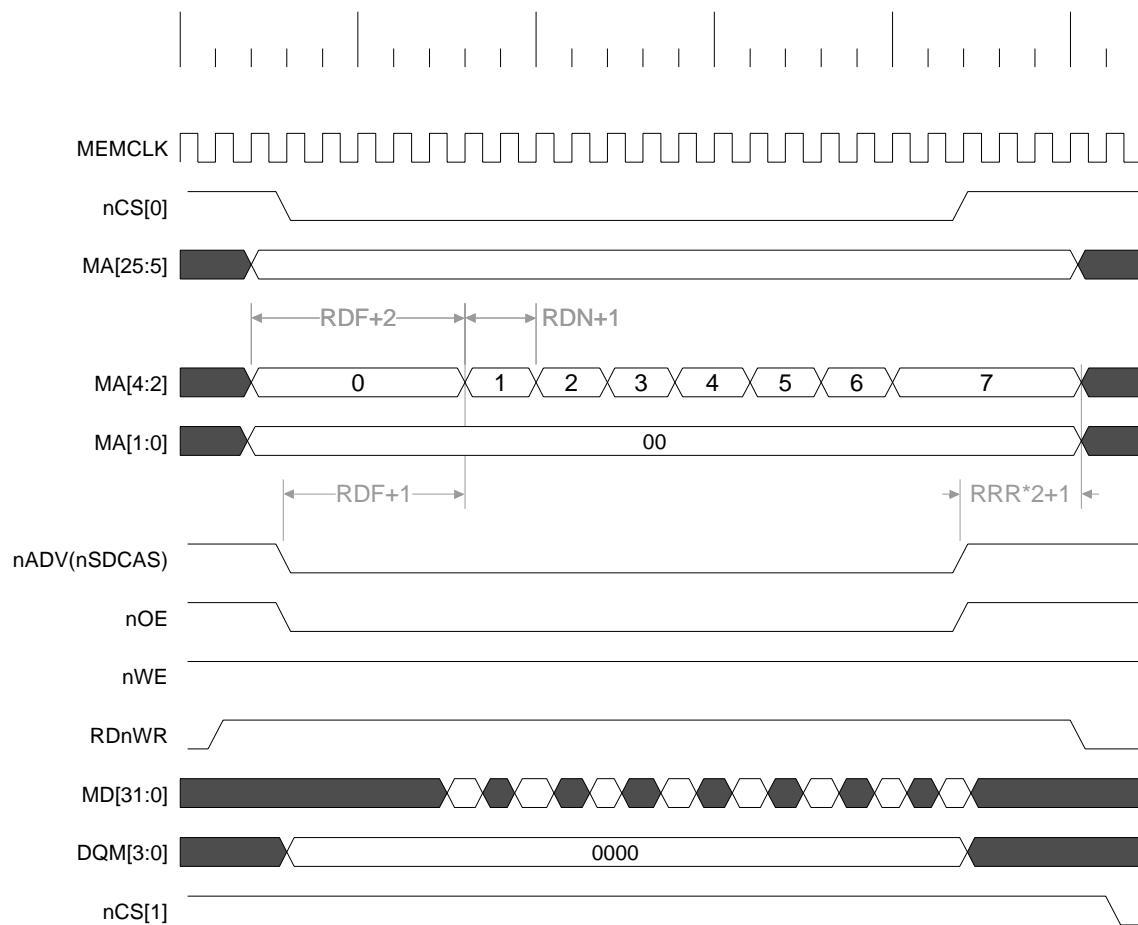 MEMCLK
nCS[0]
MA[25:5]
RDF+2 RDN+1
MA[4:2] 0 1 2 3 4 5 6 7
MA[1:0] 00
RDF+1 RRR*2+1
nADV(nSDCAS)
nOE
nWE
RDnWR
MD[31:0]
DQM[3:0] 0000
nCS[1]